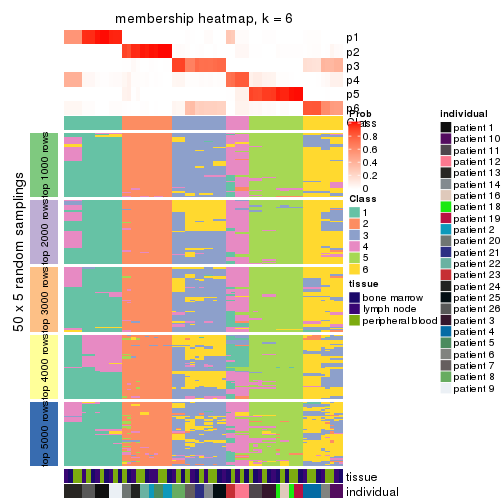 membership heatmap, k = 6
p1
p2
p3
p4
p5
p6
Class
50 x 5 random samplings
top 1000 rows
top 2000 rows
top 3000 rows
top 4000 rows
top 5000 rows
tissue
individual
Prob
1
0.8
0.6
0.4
0.2
0
Class
1
2
3
4
5
6
tissue
bone marrow
lymph node
peripheral blood
individual
patient 1
patient 10
patient 11
patient 12
patient 13
patient 14
patient 16
patient 18
patient 19
patient 2
patient 20
patient 21
patient 22
patient 23
patient 24
patient 25
patient 26
patient 3
patient 4
patient 5
patient 6
patient 7
patient 8
patient 9